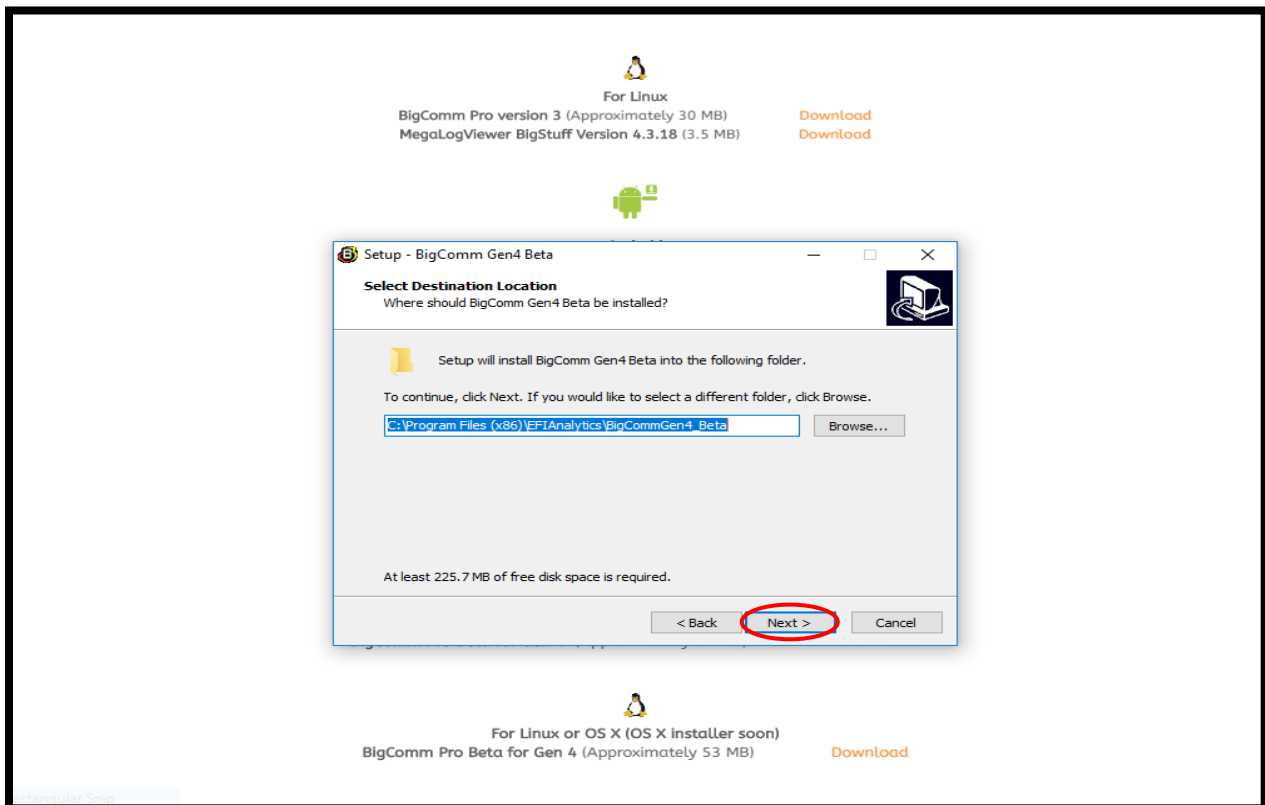 For Linux
BigComm Pro version 3 (Approximately 30 MB) Download
MegaLogViewer BigStuff Version 4.3.18 (3.5 MB) Download
Setup - BigComm Gen4 Beta
Select Destination Location
Where should BigComm Gen4 Beta be installed?
Setup will install BigComm Gen4 Beta into the following folder.
To continue, click Next. If you would like to select a different folder, click Browse.
C:\Program Files (x86)\EFIAnalytics\BigCommGen4_Beta Browse...
At least 225.7 MB of free disk space is required.
< Back Next > Cancel
For Linux or OS X (OS X installer soon)
BigComm Pro Beta for Gen 4 (Approximately 53 MB) Download
ectangular Snip